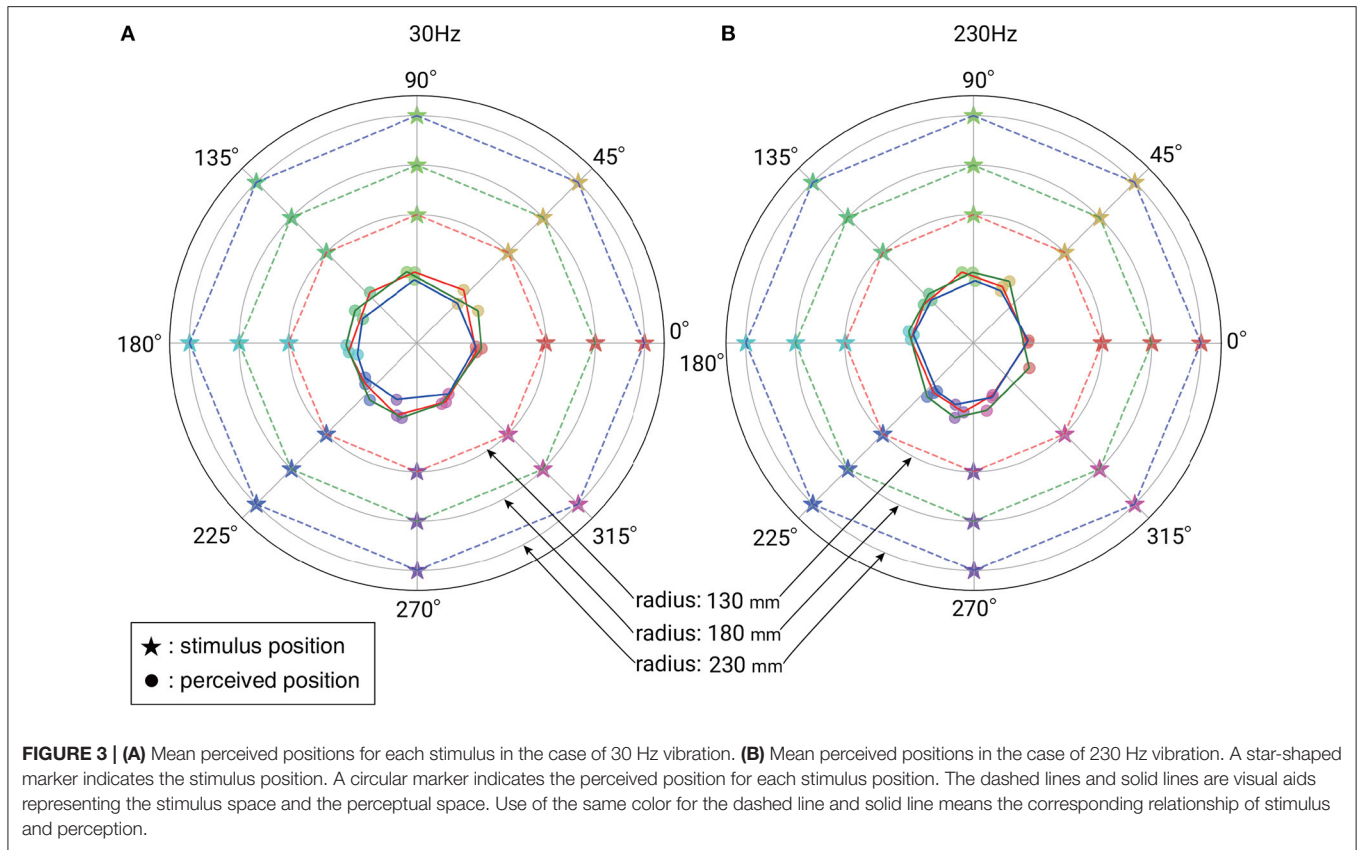 A 30Hz B 230Hz
90° 90°
135° 45° 135° 45°
180° 0° 180° 0°
225° 315° 225° 315°
270° 270°
radius: 130 mm
radius: 180 mm
radius: 230 mm
★ : stimulus position
● : perceived position
FIGURE 3 | (A) Mean perceived positions for each stimulus in the case of 30 Hz vibration. (B) Mean perceived positions in the case of 230 Hz vibration. A star-shaped
marker indicates the stimulus position. A circular marker indicates the perceived position for each stimulus position. The dashed lines and solid lines are visual aids
representing the stimulus space and the perceptual space. Use of the same color for the dashed line and solid line means the corresponding relationship of stimulus
and perception.